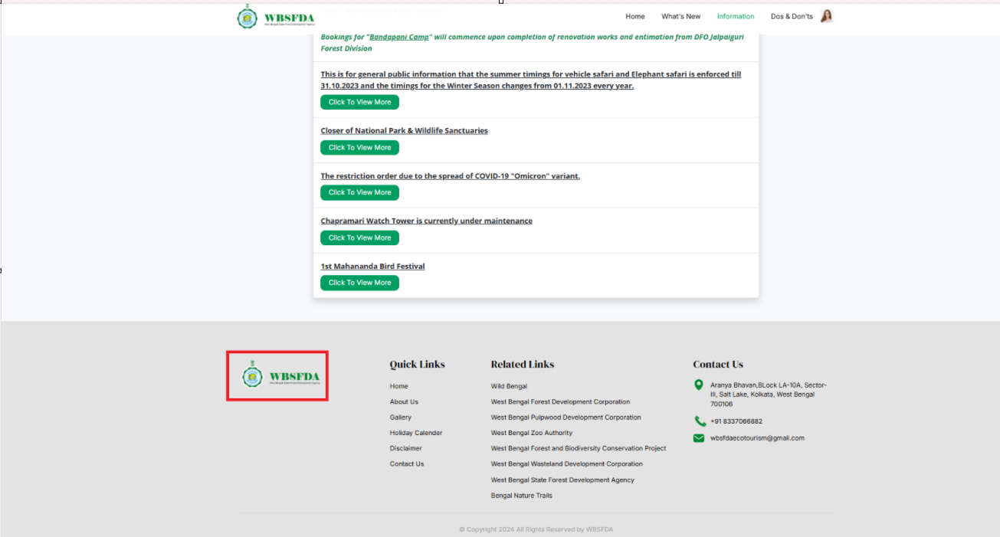 WBSFDA
Home
What's New
Information
Dos & Don'ts
Bookings for "Bandapani Camp" will commence upon completion of renovation works and entimation from DFO Jalpaiguri
Forest Division
This is for general public information that the summer timings for vehicle safari and Elephant safari is enforced till
31.10.2023 and the timings for the Winter Season changes from 01.11.2023 every year.
Click To View More
Closer of National Park & Wildlife Sanctuaries
Click To View More
The restriction order due to the spread of COVID-19 "Omicron" variant.
Click To View More
Chapramari Watch Tower is currently under maintenance
Click To View More
1st Mahananda Bird Festival
Click To View More
WBSFDA
Quick Links
Home
About Us
Gallery
Holiday Calender
Disclaimer
Contact Us
Related Links
Wild Bengal
West Bengal Forest Development Corporation
West Bengal Pulpwood Development Corporation
West Bengal Zoo Authority
West Bengal Forest and Biodiversity Conservation Project
West Bengal Wasteland Development Corporation
West Bengal State Forest Development Agency
Bengal Nature Trails
Contact Us
Aranya Bhavan,BLock LA-10A, Sector-
III, Salt Lake, Kolkata, West Bengal
700106
+91 8337066882
wbsfdaecotourism@gmail.com
© Copyright 2024 All Rights Reserved by WBSFDA